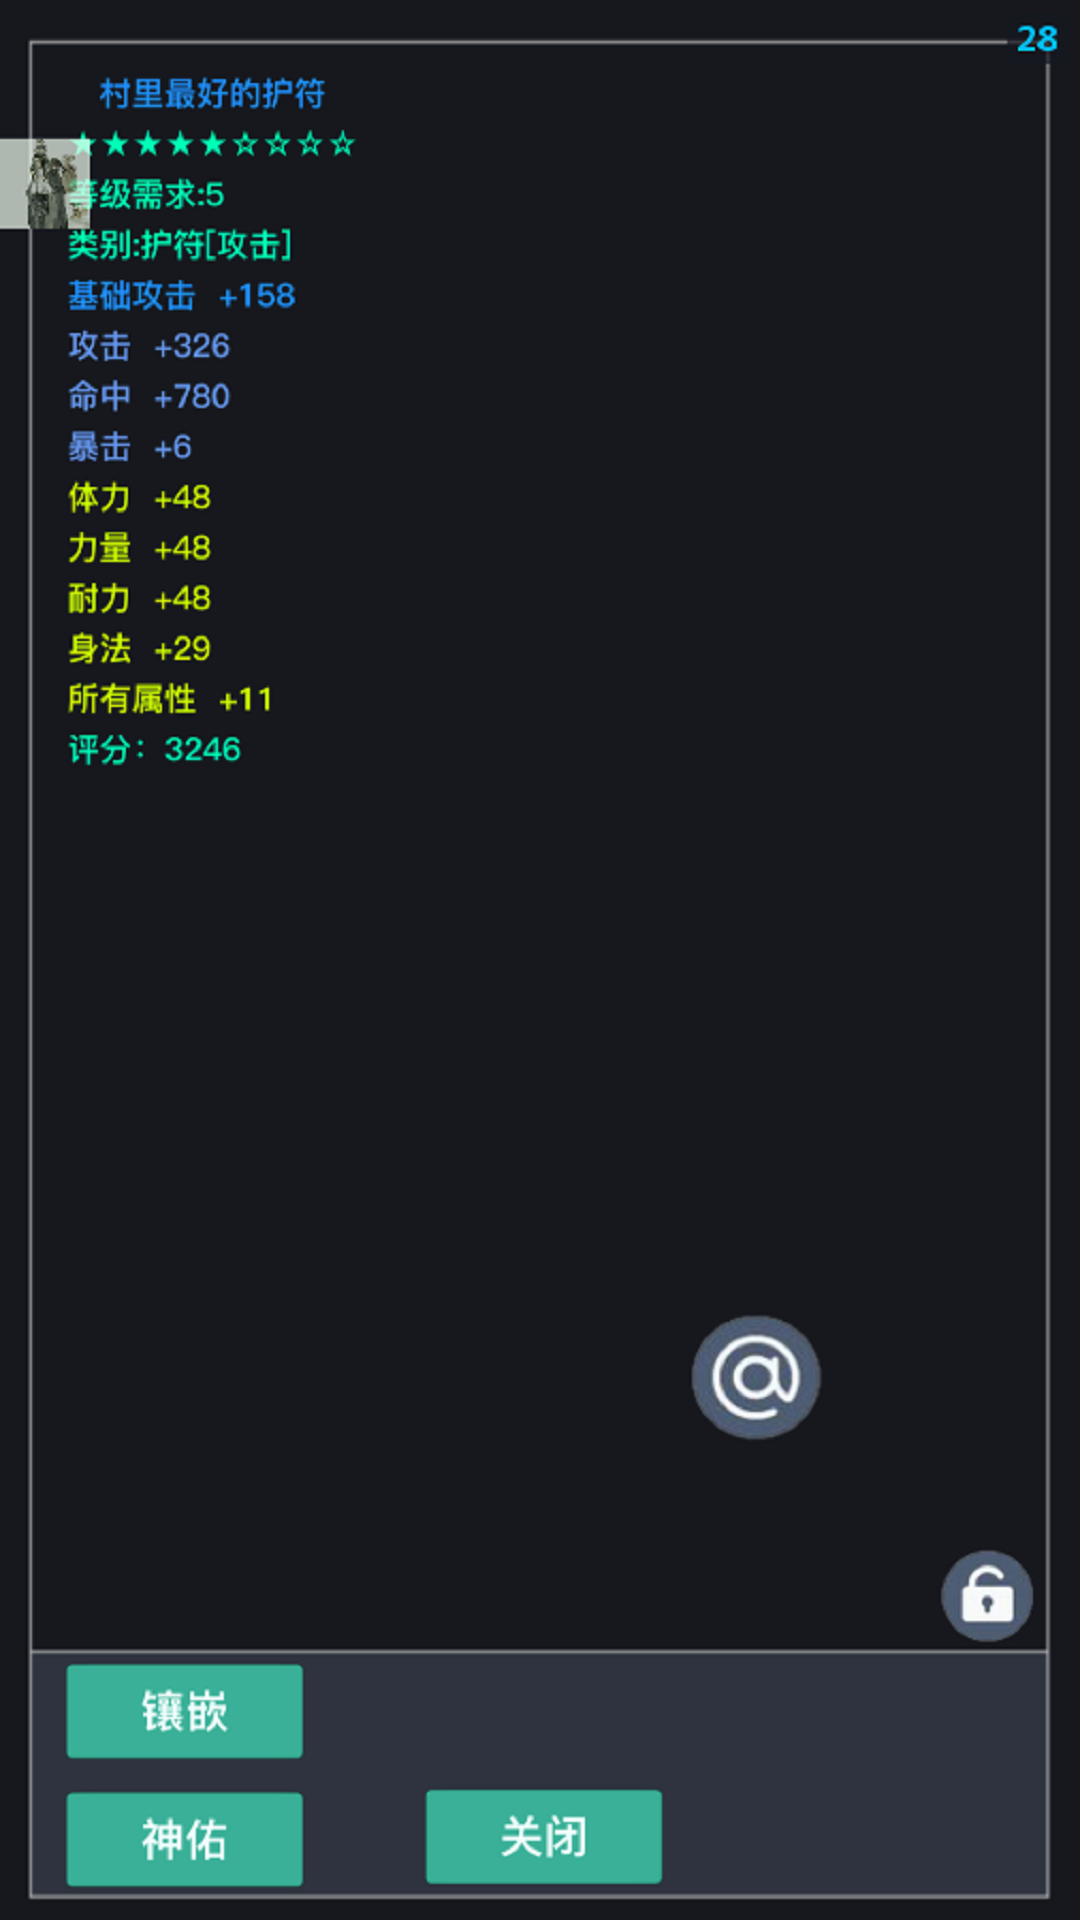 28
村里最好的护符
★★★★★☆☆☆☆
等级需求:5
类别:护符[攻击]
基础攻击 +158
攻击 +326
命中 +780
暴击 +6
体力 +48
力量 +48
耐力 +48
身法 +29
所有属性 +11
评分：3246
@
镶嵌
神佑
关闭